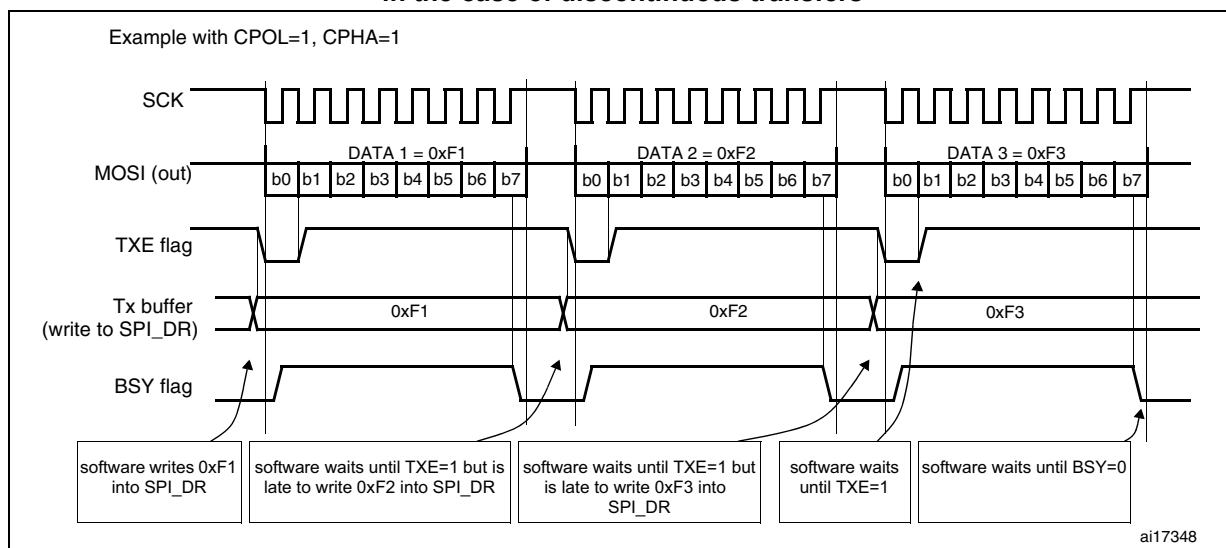 in the case of discontinuous transfers
Example with CPOL=1, CPHA=1
SCK
DATA 1 = 0xF1
DATA 2 = 0xF2
DATA 3 = 0xF3
MOSI (out)
b0 b1 b2 b3 b4 b5 b6 b7
b0 b1 b2 b3 b4 b5 b6 b7
b0 b1 b2 b3 b4 b5 b6 b7
TXE flag
Tx buffer
(write to SPI_DR)
0xF1
0xF2
0xF3
BSY flag
software writes 0xF1
into SPI_DR
software waits until TXE=1 but is
late to write 0xF2 into SPI_DR
software waits until TXE=1 but
is late to write 0xF3 into
SPI_DR
software waits
until TXE=1
software waits until BSY=0
ai17348